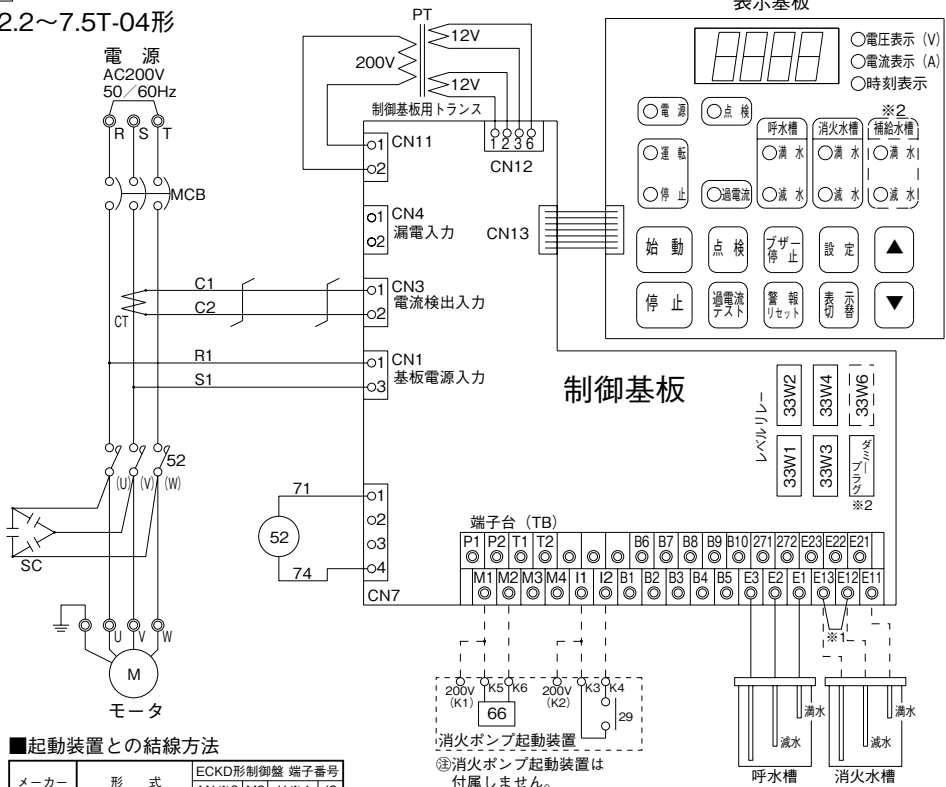 2.2～7.5T-04形
電　源
AC200V
50／60Hz
R S T
MCB
C1
C2
CT
R1
S1
52
(U) (V) (W)
SC
U V W
M
モータ
PT
200V
12V
12V
制御基板用トランス
1 2 3 6
CN12
1 CN11
2
1 CN4
2 漏電入力
CN13
1 CN3
2 電流検出入力
1 CN1
3 基板電源入力
制御基板
71
52
74
1
2
3
4
CN7
表示基板
電圧表示（V）
電流表示（A）
時刻表示
※2
電 源
点 検
呼水槽
消火水槽
補給水槽
運 転
満 水
満 水
満 水
停 止
過電流
減 水
減 水
減 水
始 動
点 検
ブザー停 止
設 定
▲
停 止
過電流テスト
警 報リセット
表 示切 替
▼
レベルリレー
33W2
33W4
33W6
33W1
33W3
ダミープラグ
※2
端子台（TB）
P1 P2 T1 T2 B6 B7 B8 B9 B10 271 272 E23 E22 E21
M1 M2 M3 M4 I1 I2 B1 B2 B3 B4 B5 E3 E2 E1 E13 E12 E11
※1
200V
(K1)
K5 K6
66
200V
(K2)
K3 K4
29
消火ポンプ起動装置
㊟消火ポンプ起動装置は
付属しません。
満水
減水
呼水槽
満水
減水
消火水槽
■起動装置との結線方法
メーカー
形　式
ECKD形制御盤 端子番号